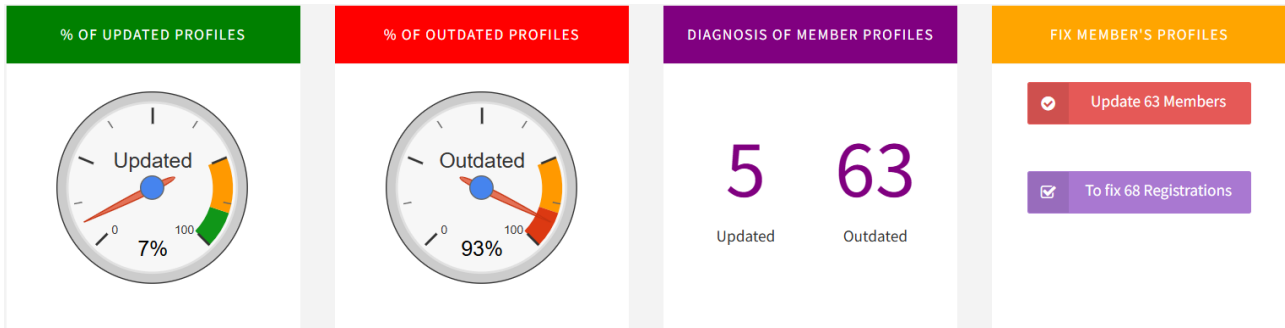 % OF UPDATED PROFILES
Updated
0
100
7%
% OF OUTDATED PROFILES
Outdated
0
100
93%
DIAGNOSIS OF MEMBER PROFILES
5
Updated
63
Outdated
FIX MEMBER'S PROFILES
Update 63 Members
To fix 68 Registrations